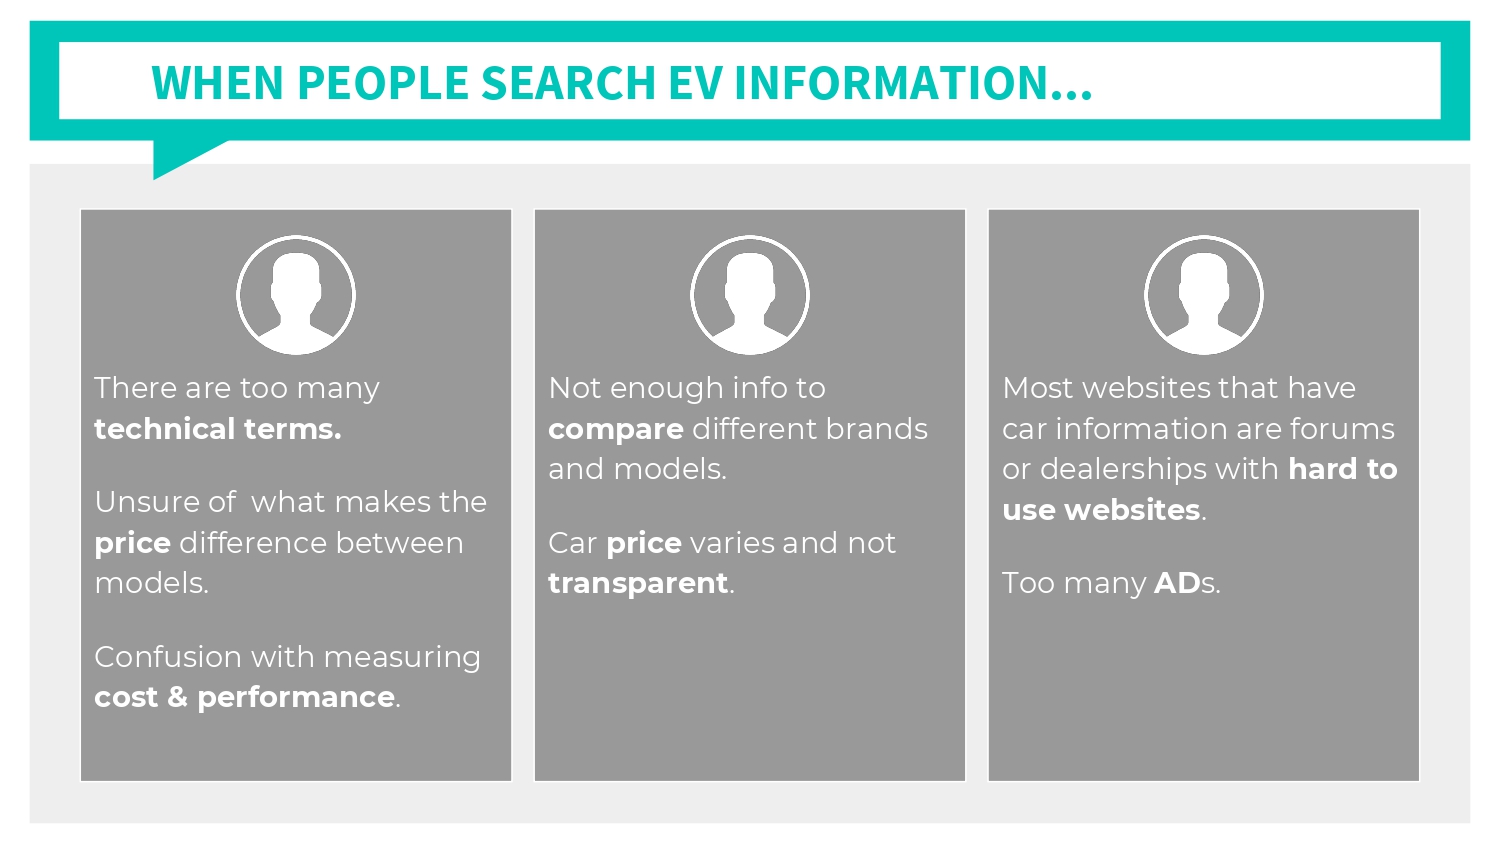 WHEN PEOPLE SEARCH EV INFORMATION...
There are too many
technical terms.
Unsure of  what makes the
price difference between
models.
Confusion with measuring
cost & performance.
Not enough info to
compare different brands
and models.
Car price varies and not
transparent.
Most websites that have
car information are forums
or dealerships with hard to
use websites.
Too many ADs.